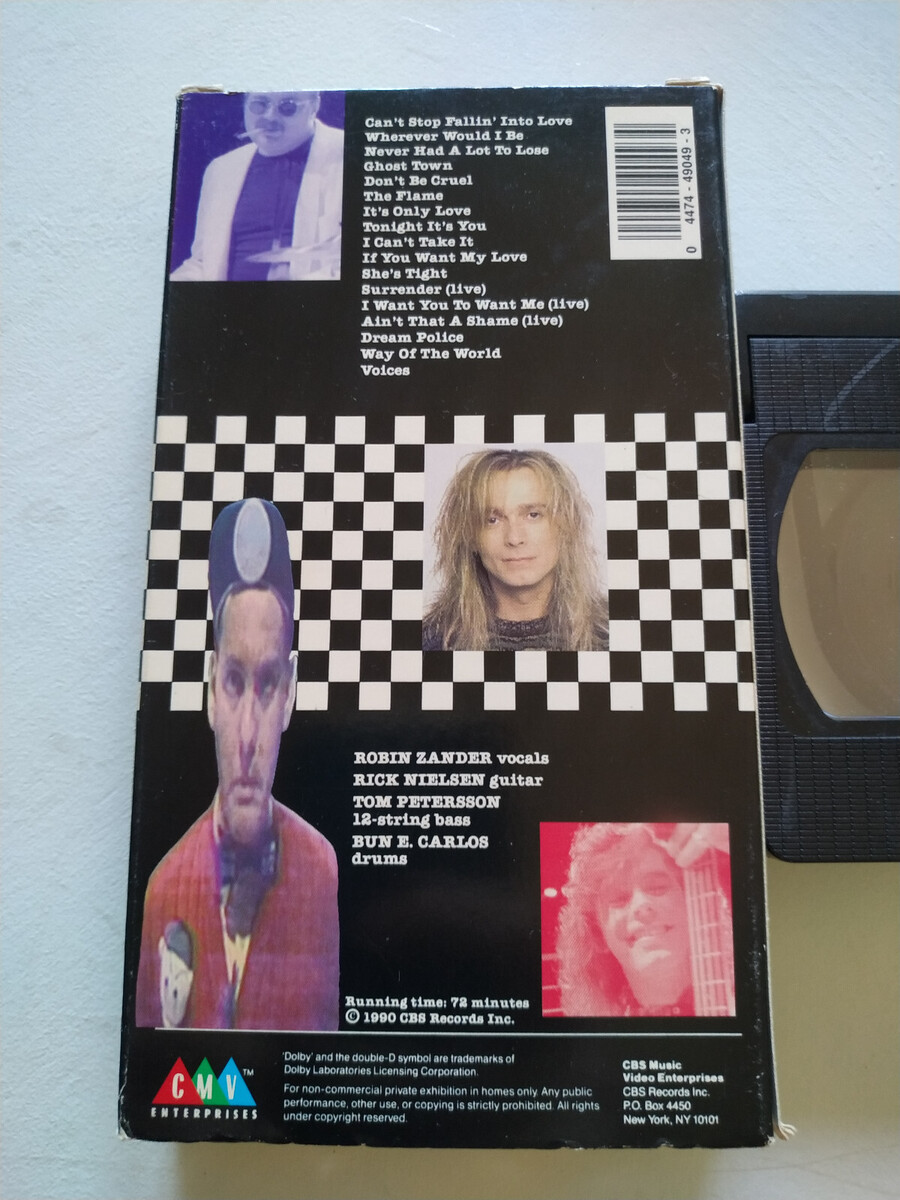 Can't Stop Fallin' Into Love
Wherever Would I Be
Never Had A Lot To Lose
Ghost Town
Don't Be Cruel
The Flame
It's Only Love
Tonight It's You
I Can't Take It
If You Want My Love
She's Tight
Surrender (live)
I Want You To Want Me (live)
Ain't That A Shame (live)
Dream Police
Way Of The World
Voices
0 4474 - 49049 - 3
ROBIN ZANDER vocals
RICK NIELSEN guitar
TOM PETERSSON
12-string bass
BUN E. CARLOS
drums
Running time: 72 minutes
© 1990 CBS Records Inc.
CMV™
ENTERPRISES
'Dolby' and the double-D symbol are trademarks of
Dolby Laboratories Licensing Corporation.
For non-commercial private exhibition in homes only. Any public
performance, other use, or copying is strictly prohibited. All rights
under copyright reserved.
CBS Music
Video Enterprises
CBS Records Inc.
P.O. Box 4450
New York, NY 10101